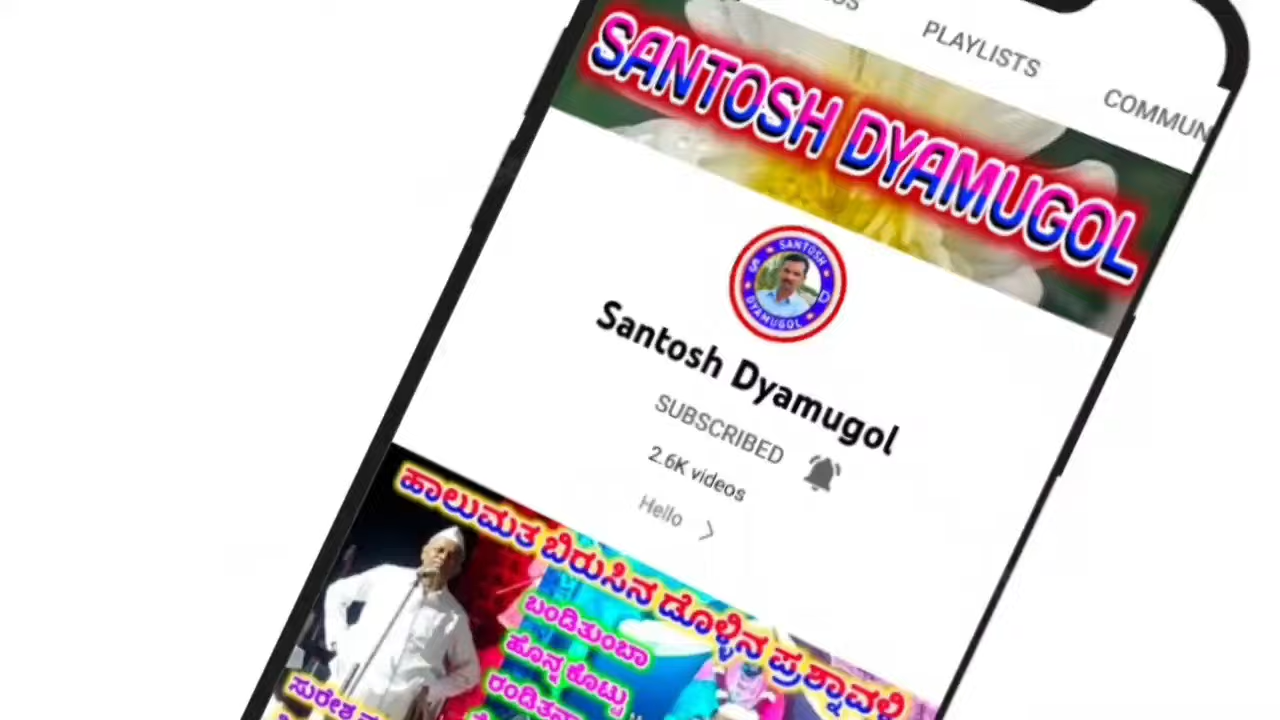 PLAYLISTS
COMMUN
SANTOSH DYAMUGOL
SANTOSH
S D
DYAMUGOL
Santosh Dyamugol
SUBSCRIBED
2.6K videos
Hello
ಹಾಲುಮತ ಬಿರುಸಿನ ಡೊಳ್ಳಿನ ಪ್ರಶ್ನಾವಳಿ
ಬಂಡಿತುಂಬಾ
ಹೊನ್ನ ಕೊಟ್ಟು
ಸುರೇಶ